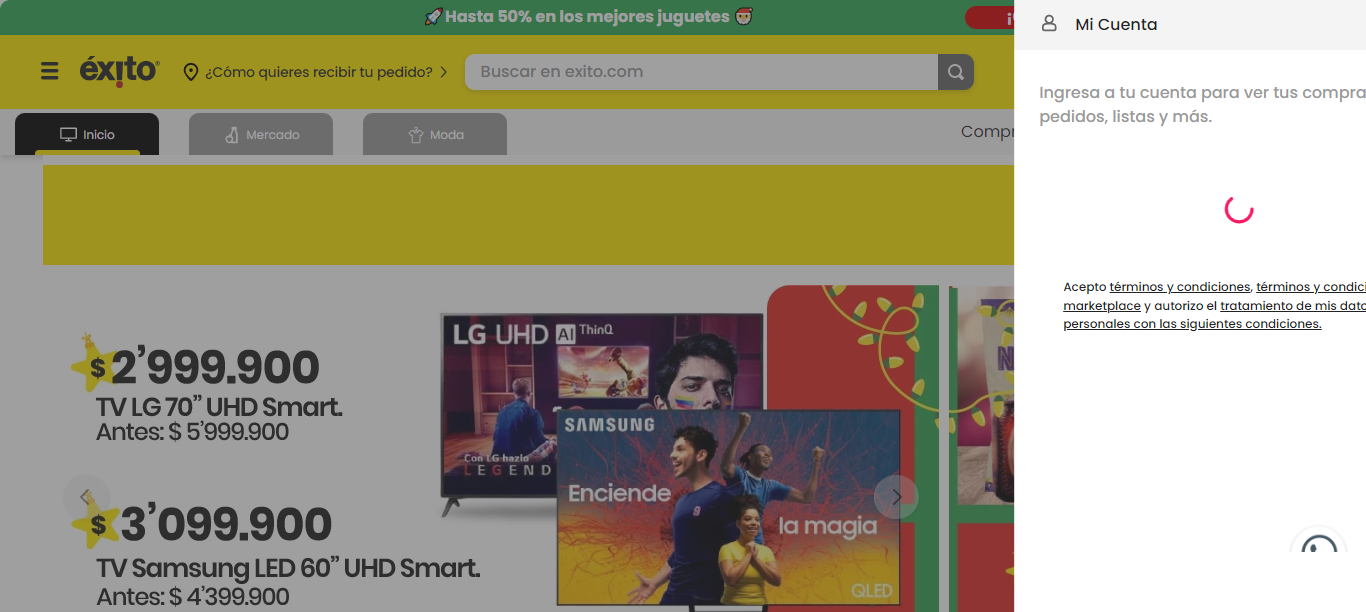 🚀 Hasta 50% en los mejores juguetes 🎅
Mi Cuenta
éxito
¿Cómo quieres recibir tu pedido?
Buscar en exito.com
Ingresa a tu cuenta para ver tus compra
pedidos, listas y más.
Inicio
Mercado
Moda
Compr
Acepto términos y condiciones, términos y condici
marketplace y autorizo el tratamiento de mis dato
personales con las siguientes condiciones.
LG UHD AI ThinQ
$ 2’999.900
TV LG 70” UHD Smart.
Antes: $ 5’999.900
Con LG hazlo
LEGEND
SAMSUNG
Enciende
la magia
QLED
$ 3’099.900
TV Samsung LED 60” UHD Smart.
Antes: $ 4’399.900